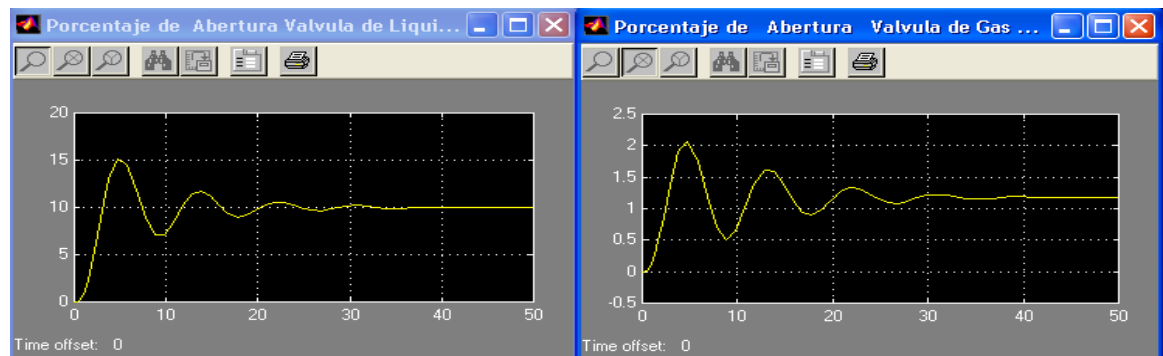 Porcentaje de Abertura Valvula de Liqui...
20
15
10
5
0
0 10 20 30 40 50
Time offset: 0
Porcentaje de Abertura Valvula de Gas ...
2.5
2
1.5
1
0.5
0
-0.5
0 10 20 30 40 50
Time offset: 0